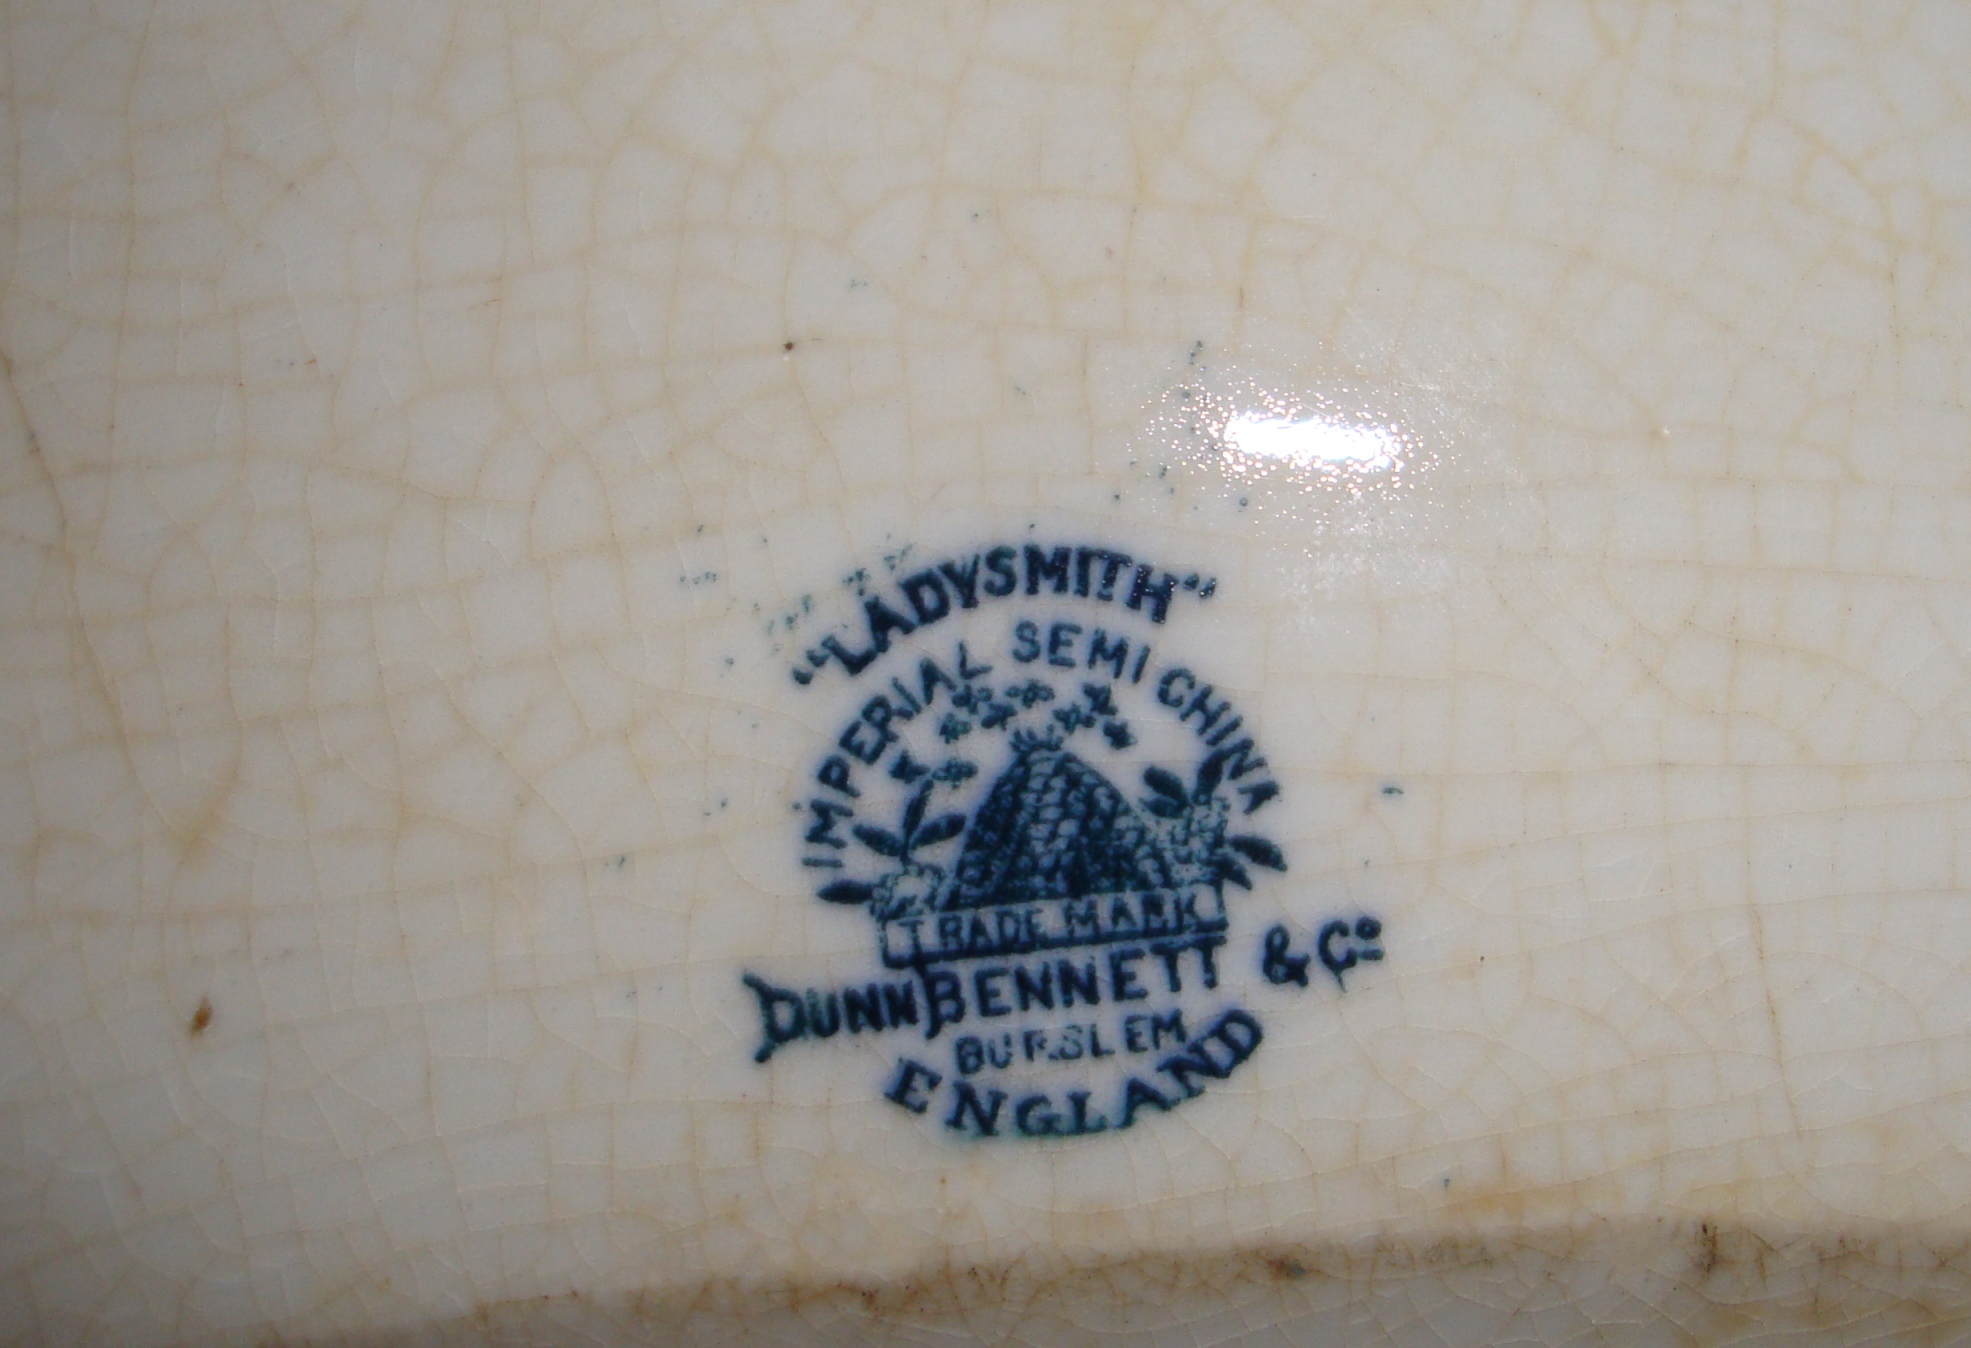 "LADYSMITH"
IMPERIAL SEMI CHINA
TRADE MARK
DUNN BENNETT & Cº
BURSLEM
ENGLAND